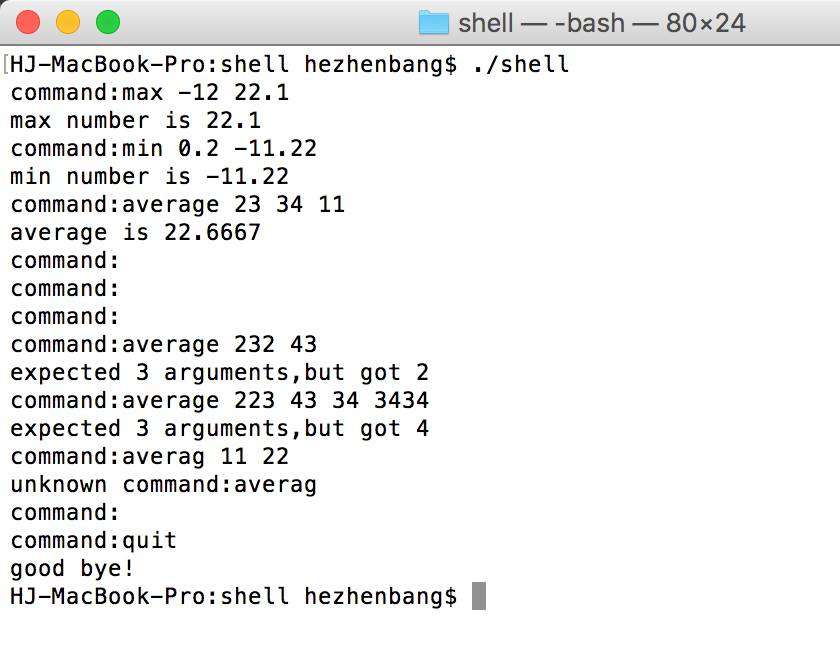 shell — -bash — 80×24
[HJ-MacBook-Pro:shell hezhenbang$ ./shell
command:max -12 22.1
max number is 22.1
command:min 0.2 -11.22
min number is -11.22
command:average 23 34 11
average is 22.6667
command:
command:
command:
command:average 232 43
expected 3 arguments,but got 2
command:average 223 43 34 3434
expected 3 arguments,but got 4
command:averag 11 22
unknown command:averag
command:
command:quit
good bye!
HJ-MacBook-Pro:shell hezhenbang$